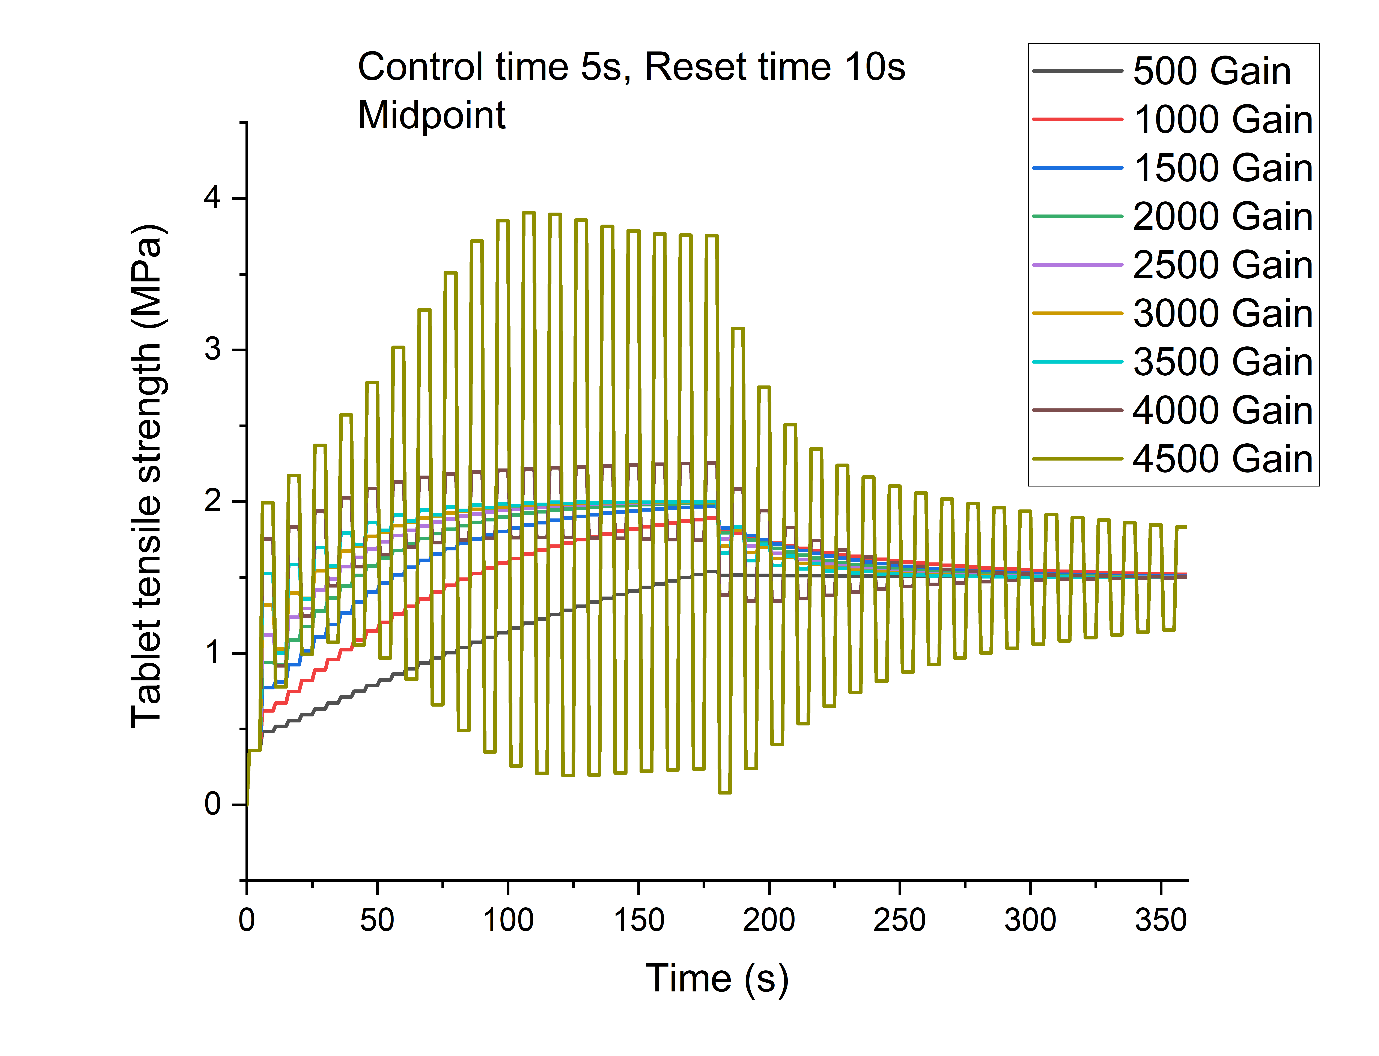 Control time 5s, Reset time 10s
Midpoint
500 Gain
1000 Gain
1500 Gain
2000 Gain
2500 Gain
3000 Gain
3500 Gain
4000 Gain
4500 Gain
Tablet tensile strength (MPa)
4
3
2
1
0
0 50 100 150 200 250 300 350
Time (s)